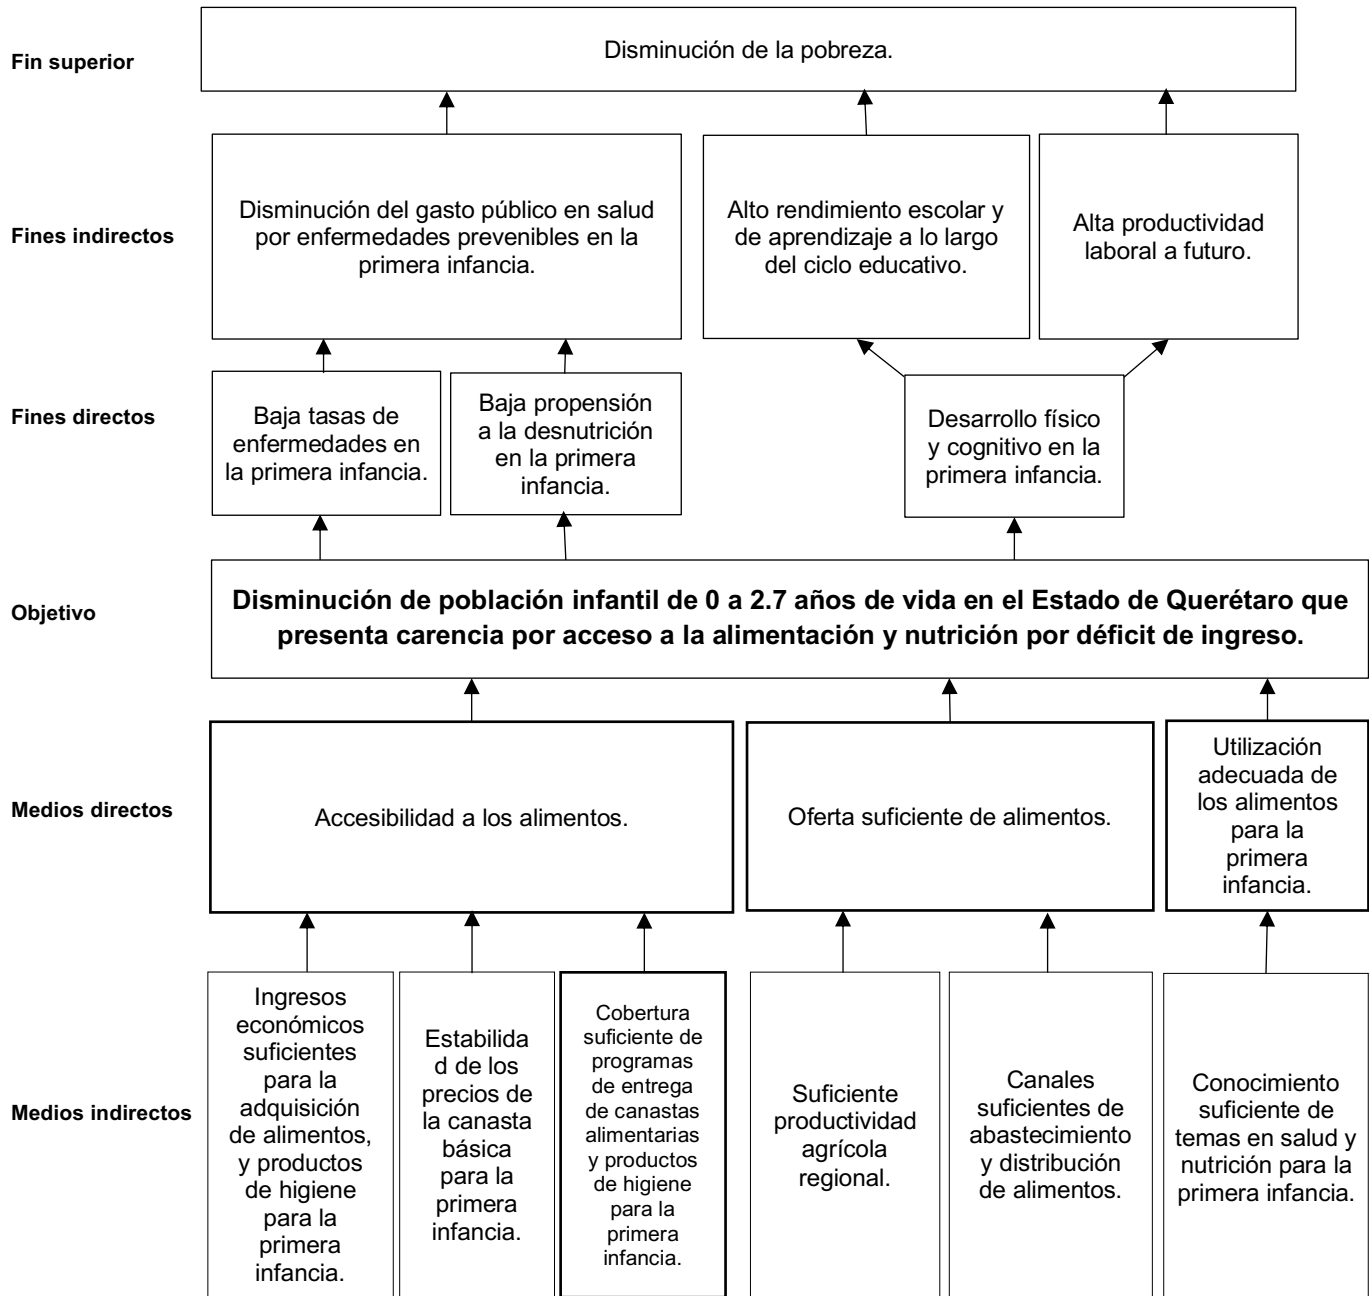 Fin superior
Disminución de la pobreza.
Fines indirectos
Disminución del gasto público en salud
por enfermedades prevenibles en la
primera infancia.
Alto rendimiento escolar y
de aprendizaje a lo largo
del ciclo educativo.
Alta productividad
laboral a futuro.
Fines directos
Baja tasas de
enfermedades en
la primera infancia.
Baja propensión
a la desnutrición
en la primera
infancia.
Desarrollo físico
y cognitivo en la
primera infancia.
Objetivo
Disminución de población infantil de 0 a 2.7 años de vida en el Estado de Querétaro que
presenta carencia por acceso a la alimentación y nutrición por déficit de ingreso.
Medios directos
Accesibilidad a los alimentos.
Oferta suficiente de alimentos.
Utilización
adecuada de
los alimentos
para la
primera
infancia.
Medios indirectos
Ingresos
económicos
suficientes
para la
adquisición
de alimentos,
y productos
de higiene
para la
primera
infancia.
Estabilida
d de los
precios de
la canasta
básica
para la
primera
infancia.
Cobertura
suficiente de
programas
de entrega
de canastas
alimentarias
y productos
de higiene
para la
primera
infancia.
Suficiente
productividad
agrícola
regional.
Canales
suficientes de
abastecimiento
y distribución
de alimentos.
Conocimiento
suficiente de
temas en salud y
nutrición para la
primera infancia.